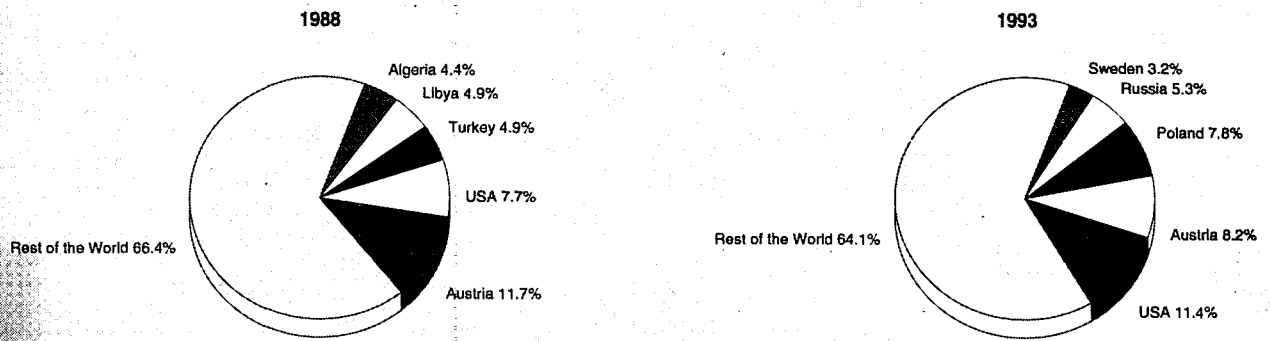 1988
Algeria 4.4%
Libya 4.9%
Turkey 4.9%
USA 7.7%
Rest of the World 66.4%
Austria 11.7%
1993
Sweden 3.2%
Russia 5.3%
Poland 7.8%
Rest of the World 64.1%
Austria 8.2%
USA 11.4%